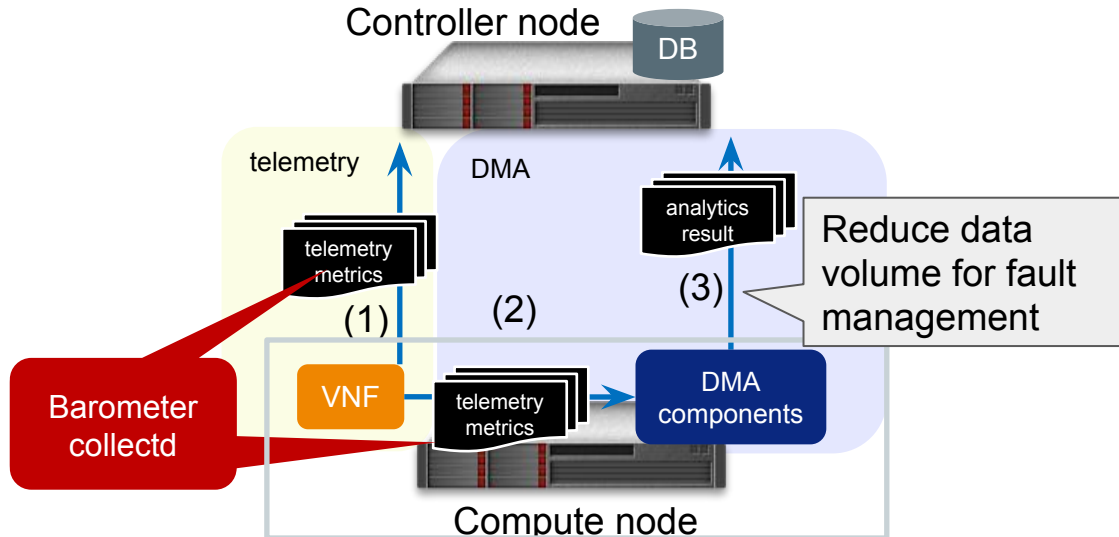 Controller node
DB
telemetry
DMA
telemetry
metrics
analytics
result
Reduce data
volume for fault
management
(1)
(2)
(3)
Barometer
collectd
VNF
telemetry
metrics
DMA
components
Compute node